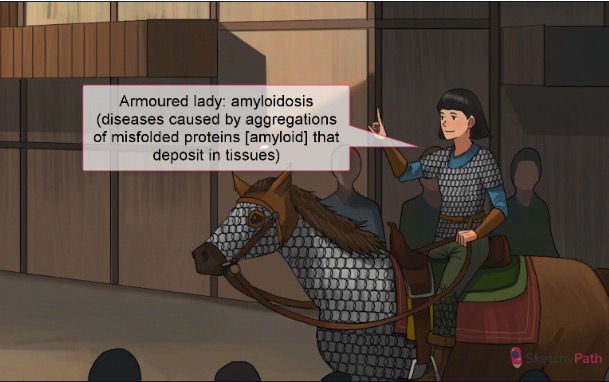 Armoured lady: amyloidosis
(diseases caused by aggregations
of misfolded proteins [amyloid] that
deposit in tissues)
SketchyPath